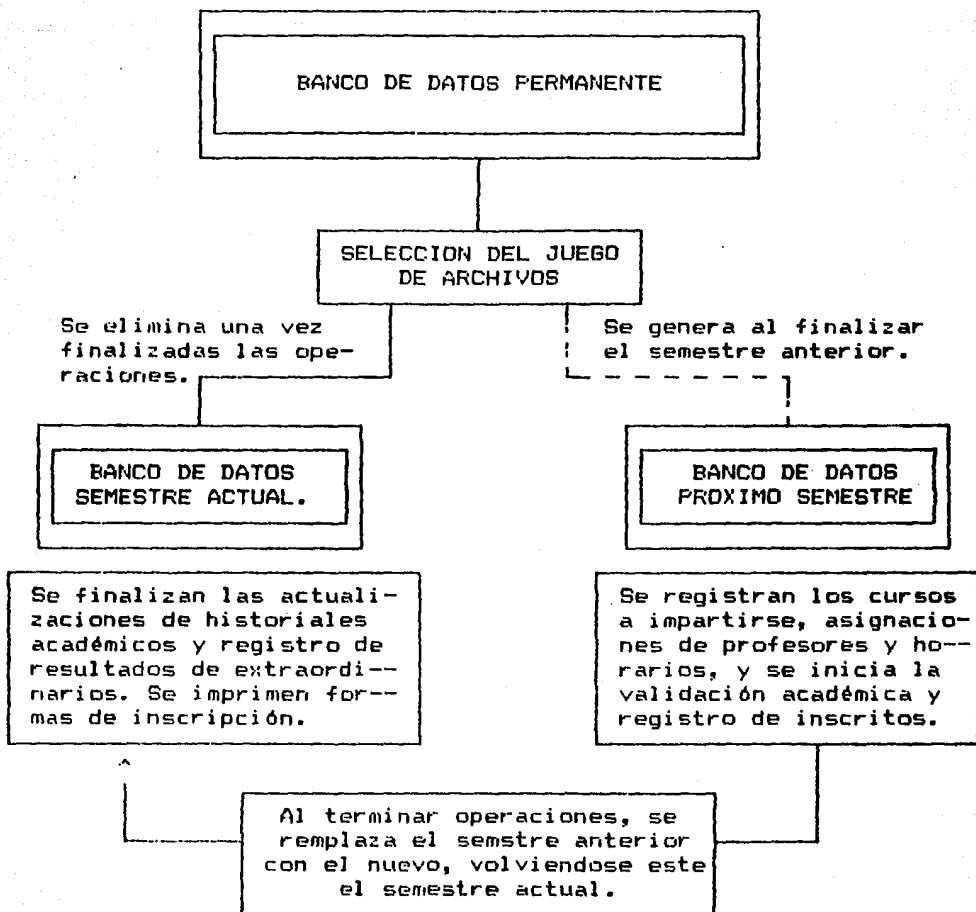 BANCO DE DATOS PERMANENTE
SELECCION DEL JUEGO
DE ARCHIVOS
Se elimina una vez
finalizadas las ope-
raciones.
Se genera al finalizar
el semestre anterior.
BANCO DE DATOS
SEMESTRE ACTUAL.
BANCO DE DATOS
PROXIMO SEMESTRE
Se finalizan las actuali-
zaciones de historiales
académicos y registro de
resultados de extraordi--
narios. Se imprimen for--
mas de inscripción.
Se registran los cursos
a impartirse, asignacio-
nes de profesores y ho--
rarios, y se inicia la
validación académica y
registro de inscritos.
Al terminar operaciones, se
remplaza el semstre anterior
con el nuevo, volviendose este
el semestre actual.